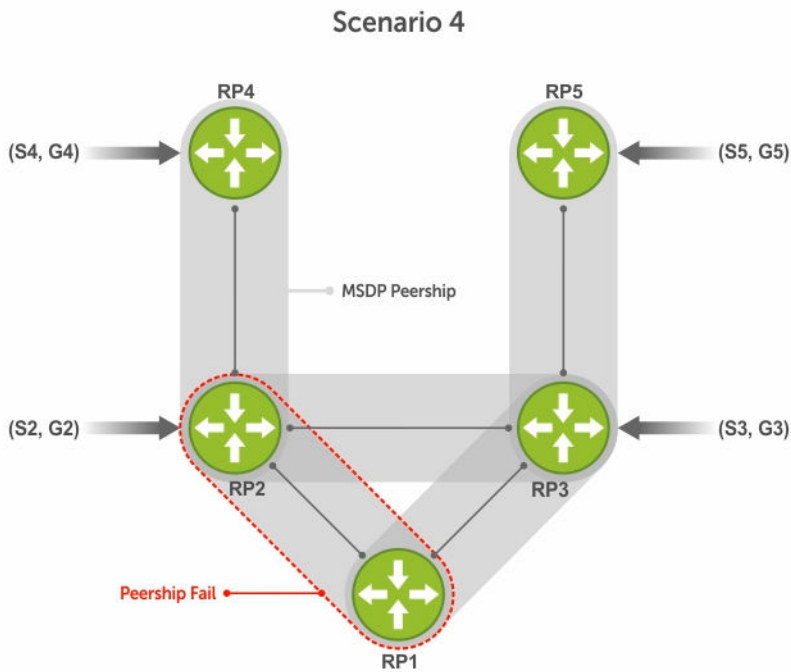 Scenario 4
RP4
RP5
(S4, G4)
(S5, G5)
MSDP Peership
(S2, G2)
(S3, G3)
RP2
RP3
Peership Fail
RP1